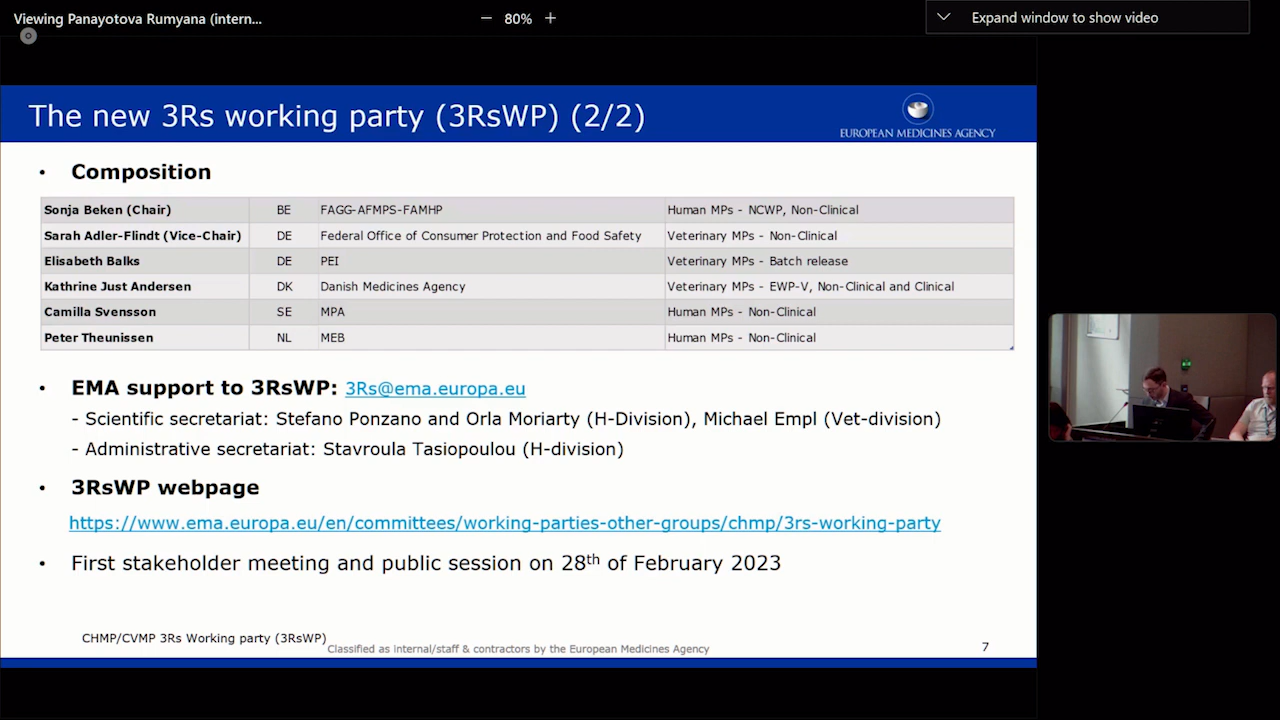 Viewing Panayotova Rumyana (intern...
− 80% +
Expand window to show video
The new 3Rs working party (3RsWP) (2/2)
EUROPEAN MEDICINES AGENCY
• Composition
Sonja Beken (Chair) BE FAGG-AFMPS-FAMHP Human MPs - NCWP, Non-Clinical
Sarah Adler-Flindt (Vice-Chair) DE Federal Office of Consumer Protection and Food Safety Veterinary MPs - Non-Clinical
Elisabeth Balks DE PEI Veterinary MPs - Batch release
Kathrine Just Andersen DK Danish Medicines Agency Veterinary MPs - EWP-V, Non-Clinical and Clinical
Camilla Svensson SE MPA Human MPs - Non-Clinical
Peter Theunissen NL MEB Human MPs - Non-Clinical
• EMA support to 3RsWP: 3Rs@ema.europa.eu
- Scientific secretariat: Stefano Ponzano and Orla Moriarty (H-Division), Michael Empl (Vet-division)
- Administrative secretariat: Stavroula Tasiopoulou (H-division)
• 3RsWP webpage
https://www.ema.europa.eu/en/committees/working-parties-other-groups/chmp/3rs-working-party
• First stakeholder meeting and public session on 28th of February 2023
CHMP/CVMP 3Rs Working party (3RsWP)
Classified as internal/staff & contractors by the European Medicines Agency
7